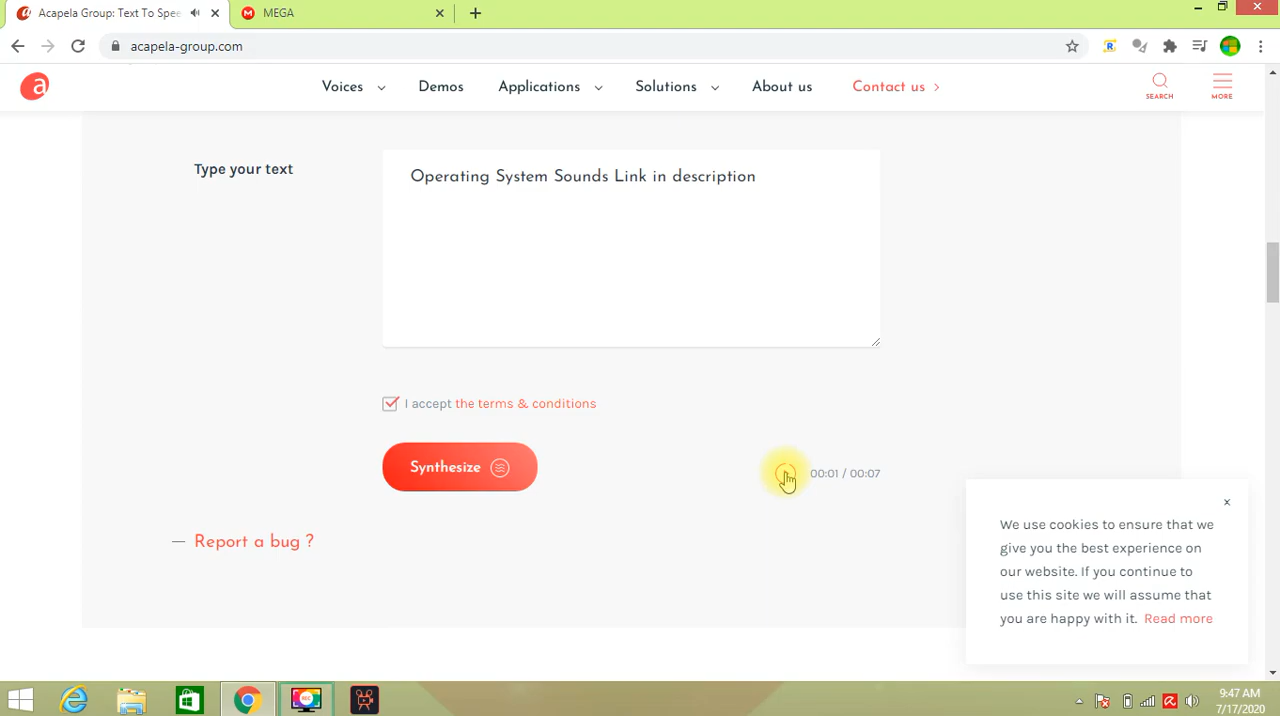 Acapela Group: Text To Spee
MEGA
acapela-group.com
a
Voices
Demos
Applications
Solutions
About us
Contact us
SEARCH
MORE
Type your text
Operating System Sounds Link in description
I accept the terms & conditions
Synthesize
00:01 / 00:07
Report a bug ?
We use cookies to ensure that we
give you the best experience on
our website. If you continue to
use this site we will assume that
you are happy with it. Read more
9:47 AM
7/17/2020